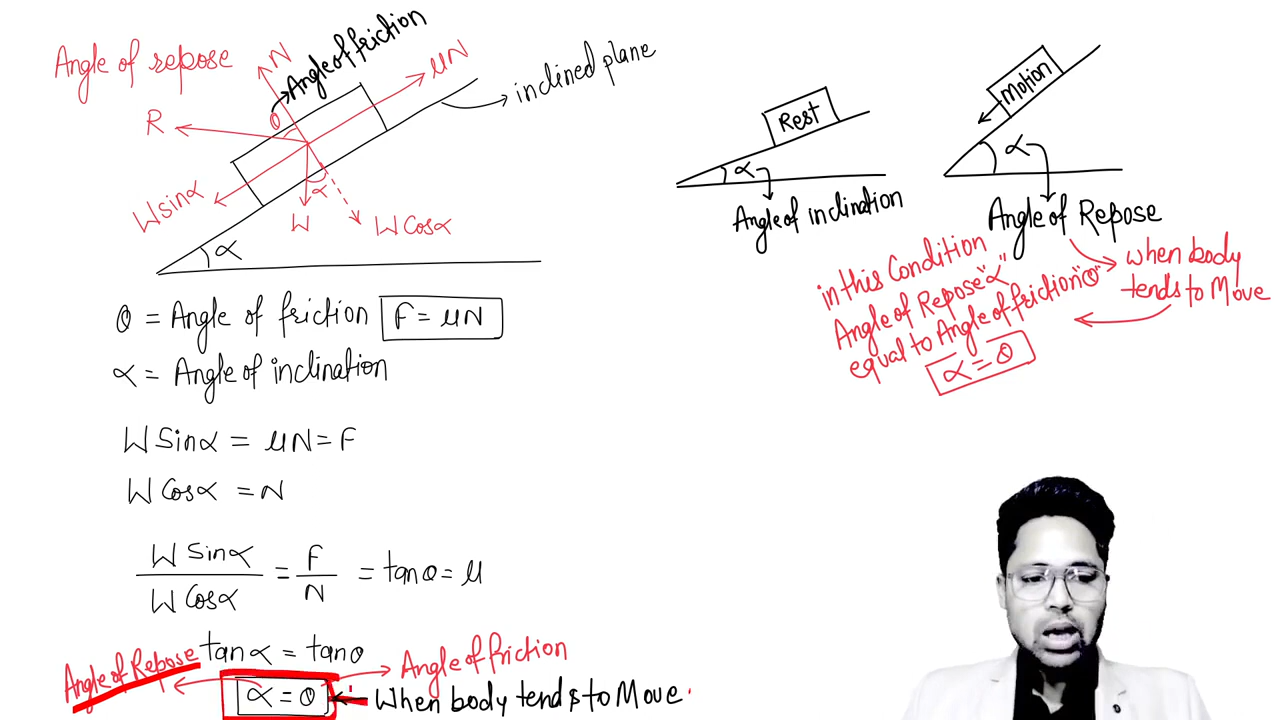 Angle of repose
N
Angle of friction
μN
inclined plane
θ
R
W sinα
α
W
W Cosα
α
θ = Angle of friction F = μN
α = Angle of inclination
W Sinα = μN = F
W Cosα = N
W Sinα / W Cosα = F / N = tanθ = μ
tanα = tanθ
Angle of Repose
Angle of friction
α = θ
When body tends to Move.
Rest
α
Angle of inclination
Motion
α
Angle of Repose
when body
tends to Move
in this Condition
Angle of Repose "α"
equal to Angle of friction "θ"
α = θ